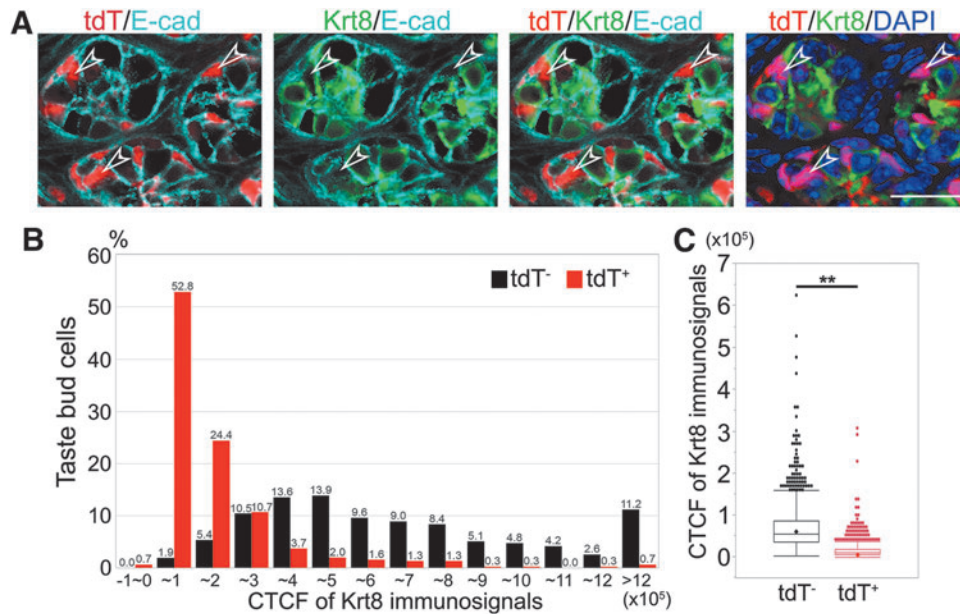 A
tdT/E-cad
Krt8/E-cad
tdT/Krt8/E-cad
tdT/Krt8/DAPI
B
%
60
50
40
30
20
10
0
Taste bud cells
tdT- tdT+
0.0 0.7
1.9 52.8
5.4 24.4
10.5 10.7
13.6 3.7
13.9 2.0
9.6 1.6
9.0 1.3
8.4 1.3
5.1 0.3
4.8 0.3
4.2 0.0
2.6 0.3
11.2 0.7
-1~0 ~1 ~2 ~3 ~4 ~5 ~6 ~7 ~8 ~9 ~10 ~11 ~12 >12
(x10⁵)
CTCF of Krt8 immunosignals
C
(x10⁵)
7
6
5
4
3
2
1
0
CTCF of Krt8 immunosignals
**
tdT- tdT+